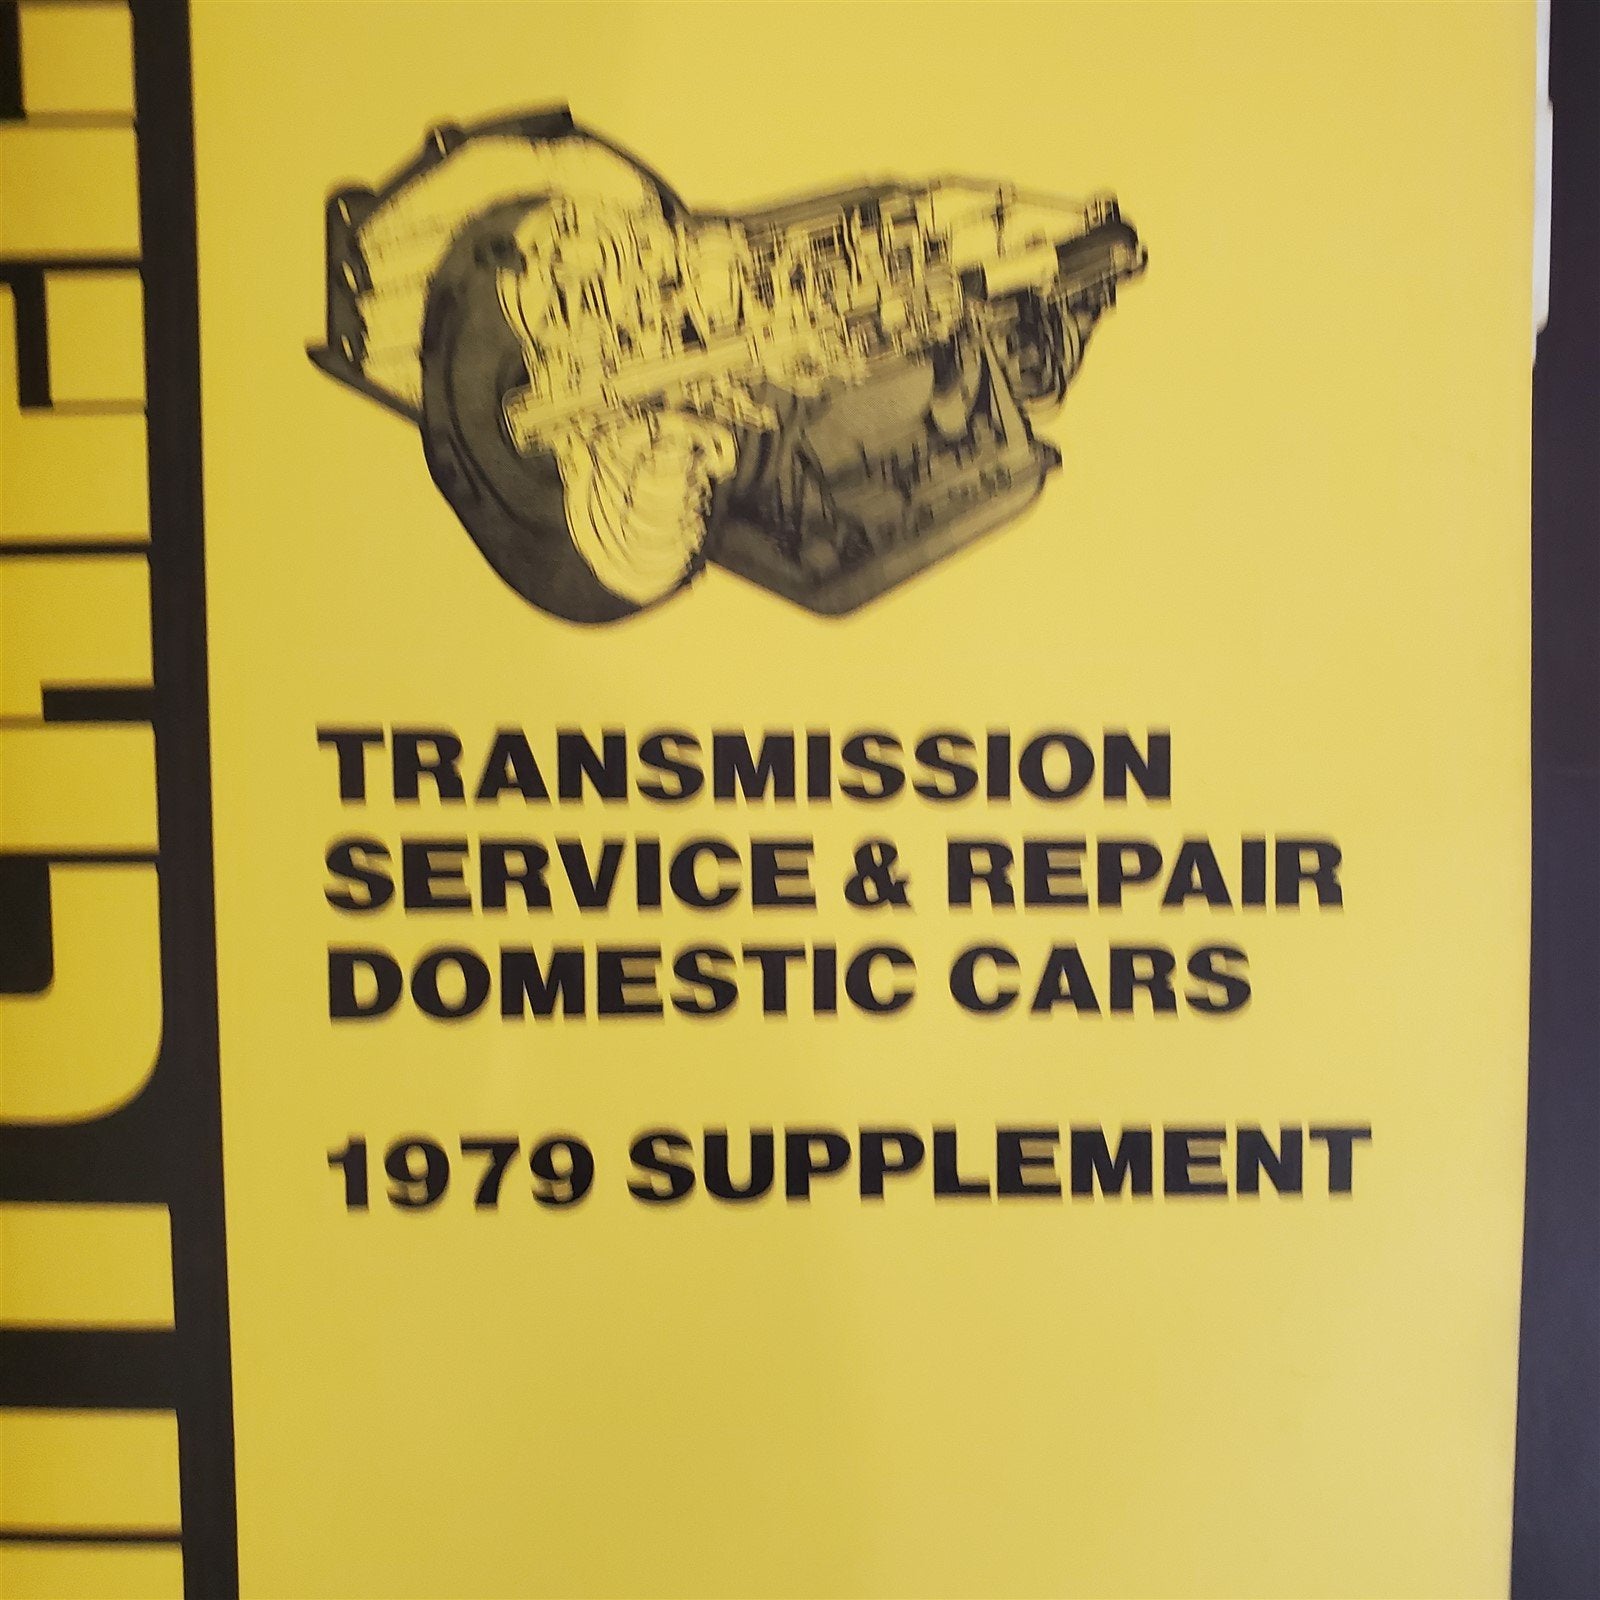 TRANSMISSION
SERVICE & REPAIR
DOMESTIC CARS
1979 SUPPLEMENT